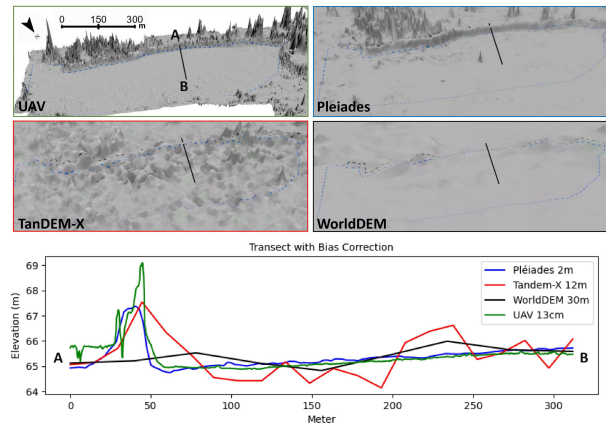 0 150 300 m
A
B
UAV
Pleiades
TanDEM-X
WorldDEM
Transect with Bias Correction
Elevation (m)
69
68
67
66
65
64
A
B
Pléiades 2m
Tandem-X 12m
WorldDEM 30m
UAV 13cm
0 50 100 150 200 250 300
Meter